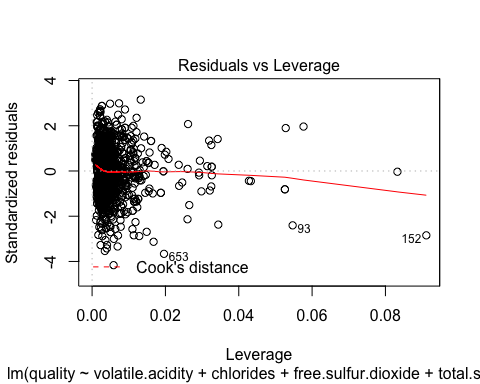 Residuals vs Leverage
Standardized residuals
4
2
0
-2
-4
653
93
152
Cook's distance
0.00 0.02 0.04 0.06 0.08
Leverage
lm(quality ~ volatile.acidity + chlorides + free.sulfur.dioxide + total.s